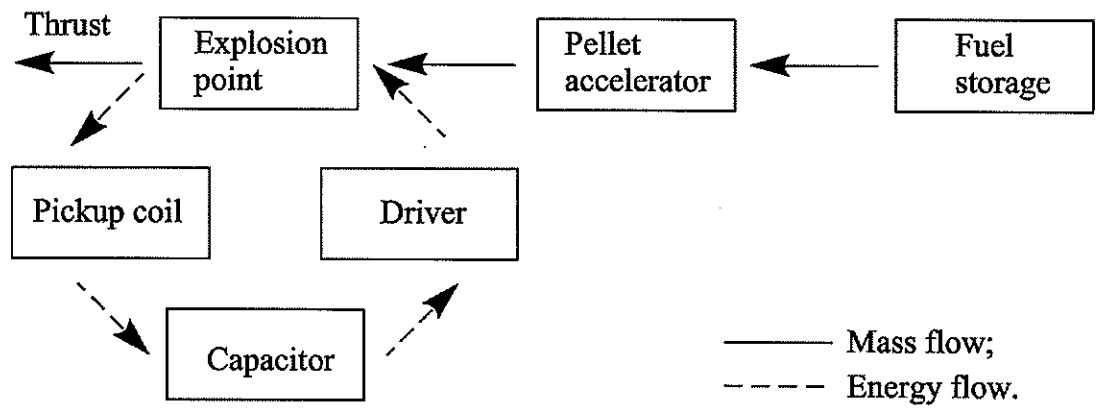 Thrust
Explosion
point
Pellet
accelerator
Fuel
storage
Pickup coil
Driver
Capacitor
Mass flow;
Energy flow.